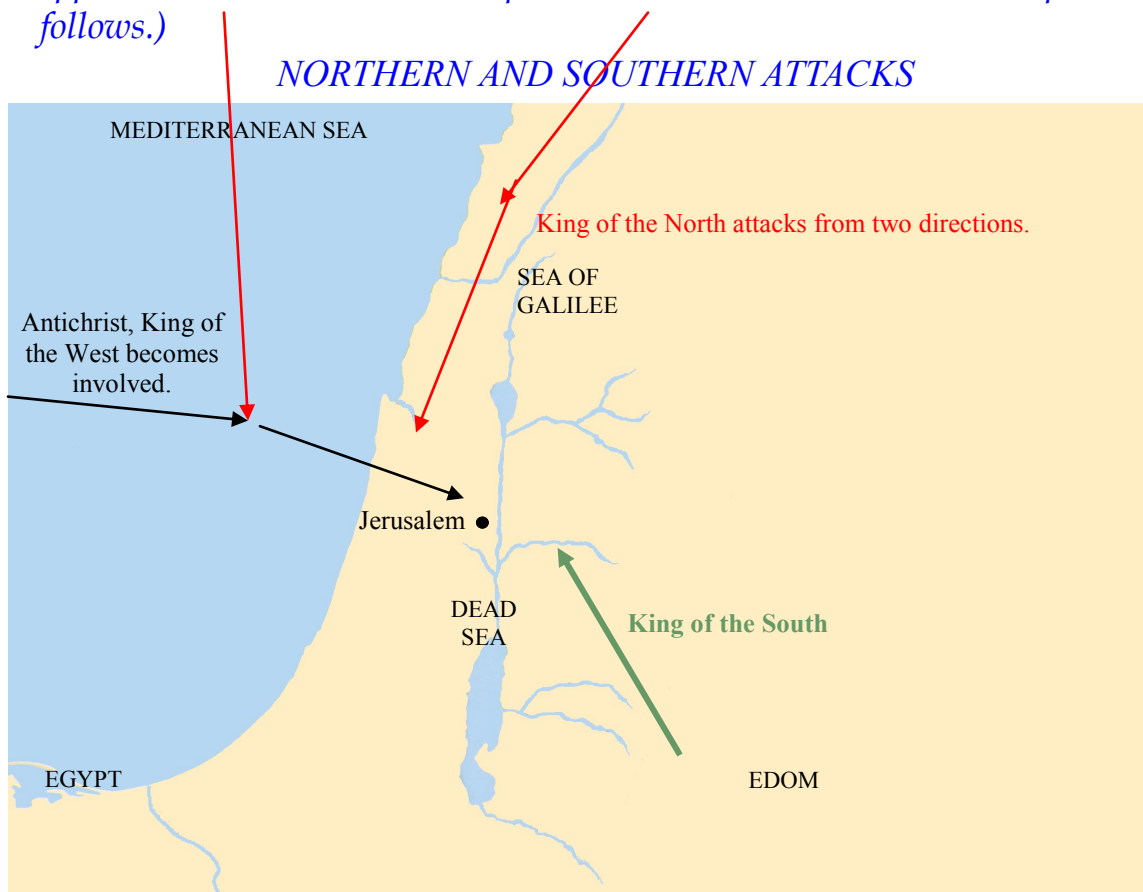 follows.)
NORTHERN AND SOUTHERN ATTACKS
MEDITERRANEAN SEA
King of the North attacks from two directions.
SEA OF
GALILEE
Antichrist, King of
the West becomes
involved.
Jerusalem
DEAD
SEA
King of the South
EGYPT
EDOM